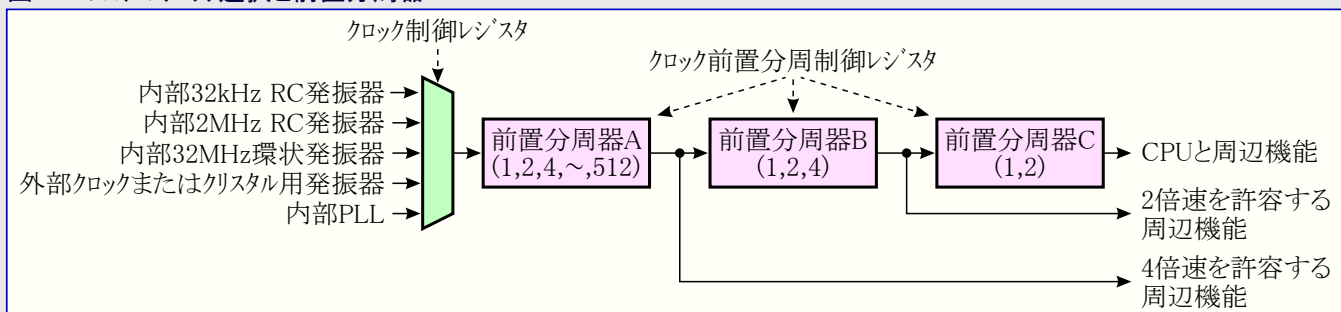 クロック制御レジスタ
クロック前置分周制御レジスタ
内部32kHz RC発振器
内部2MHz RC発振器
内部32MHz環状発振器
外部クロックまたはクリスタル用発振器
内部PLL
前置分周器A
(1,2,4,~,512)
前置分周器B
(1,2,4)
前置分周器C
(1,2)
CPUと周辺機能
2倍速を許容する
周辺機能
4倍速を許容する
周辺機能